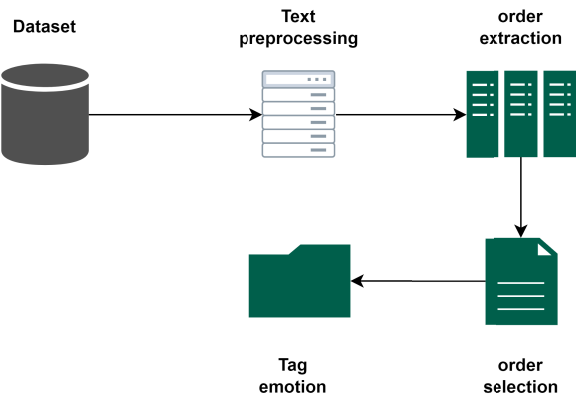 Dataset
Text
preprocessing
order
extraction
Tag
emotion
order
selection